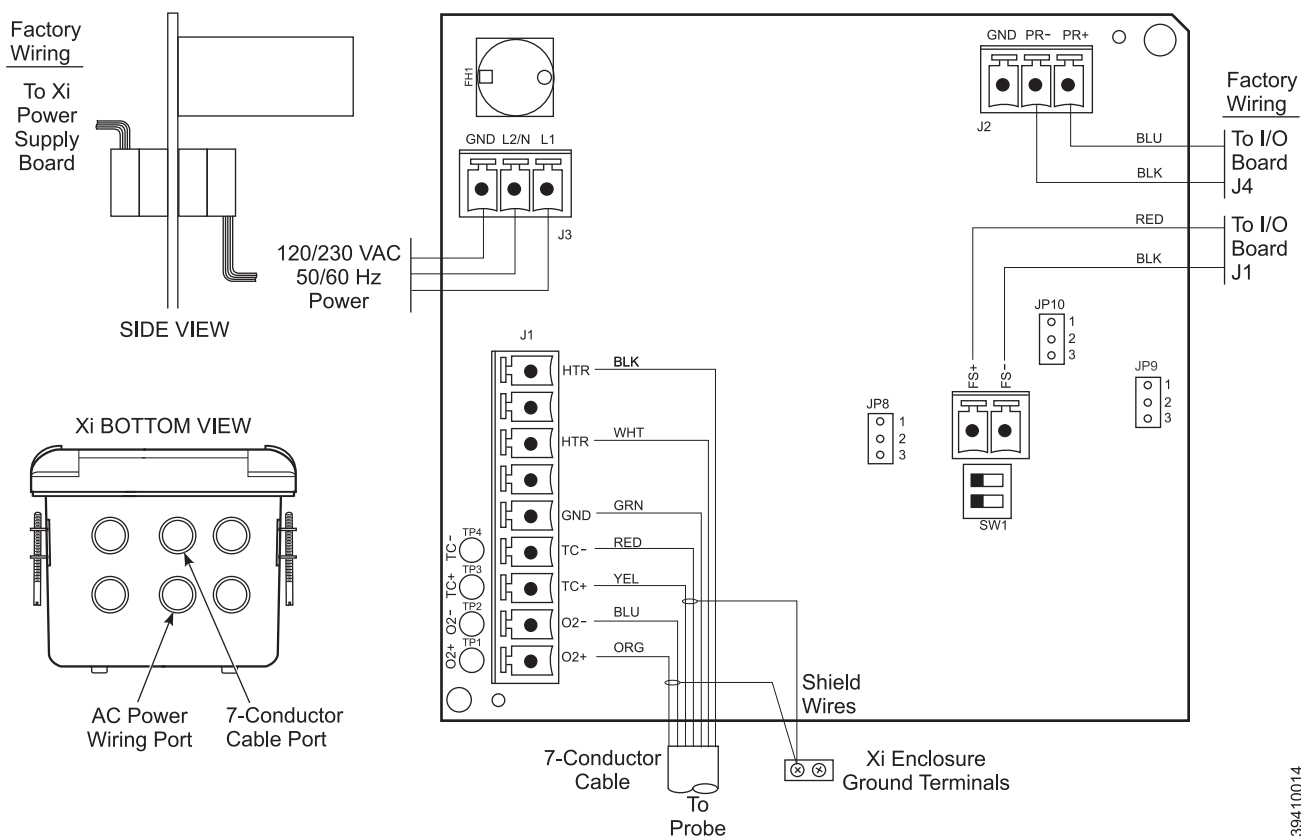 Factory
Wiring
To Xi
Power
Supply
Board
SIDE VIEW
FH1
GND L2/N L1
J3
120/230 VAC
50/60 Hz
Power
GND PR- PR+
J2
Factory
Wiring
BLU
To I/O
Board
J4
BLK
RED
To I/O
Board
J1
BLK
JP10
1
2
3
JP9
1
2
3
JP8
1
2
3
FS+
FS-
SW1
J1
HTR BLK
HTR WHT
GND GRN
TC- RED
TC+ YEL
O2- BLU
O2+ ORG
TC- TP4
TC+ TP3
O2- TP2
O2+ TP1
Xi BOTTOM VIEW
AC Power
Wiring Port
7-Conductor
Cable Port
Shield
Wires
7-Conductor
Cable
To
Probe
Xi Enclosure
Ground Terminals
39410014